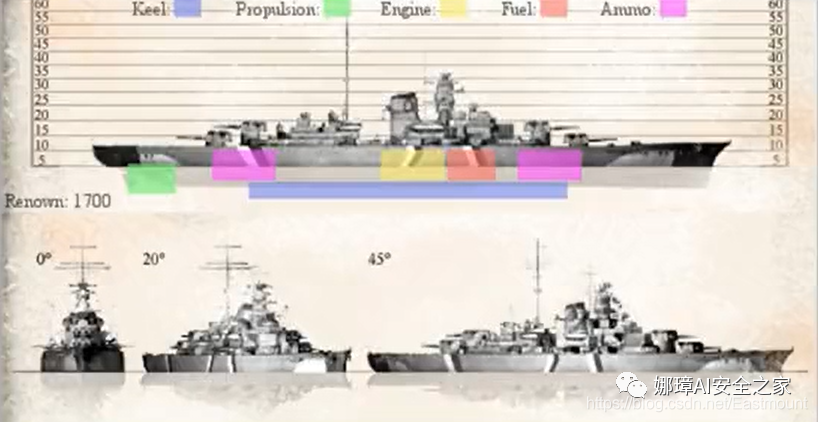 Keel: Propulsion: Engine: Fuel: Ammo:
60 60
55 55
50 50
45 45
40 40
35 35
30 30
25 25
20 20
15 15
10 10
5 5
Renown: 1700
0° 20° 45°
娜璋AI安全之家
https://blog.csdn.net/Eastmount